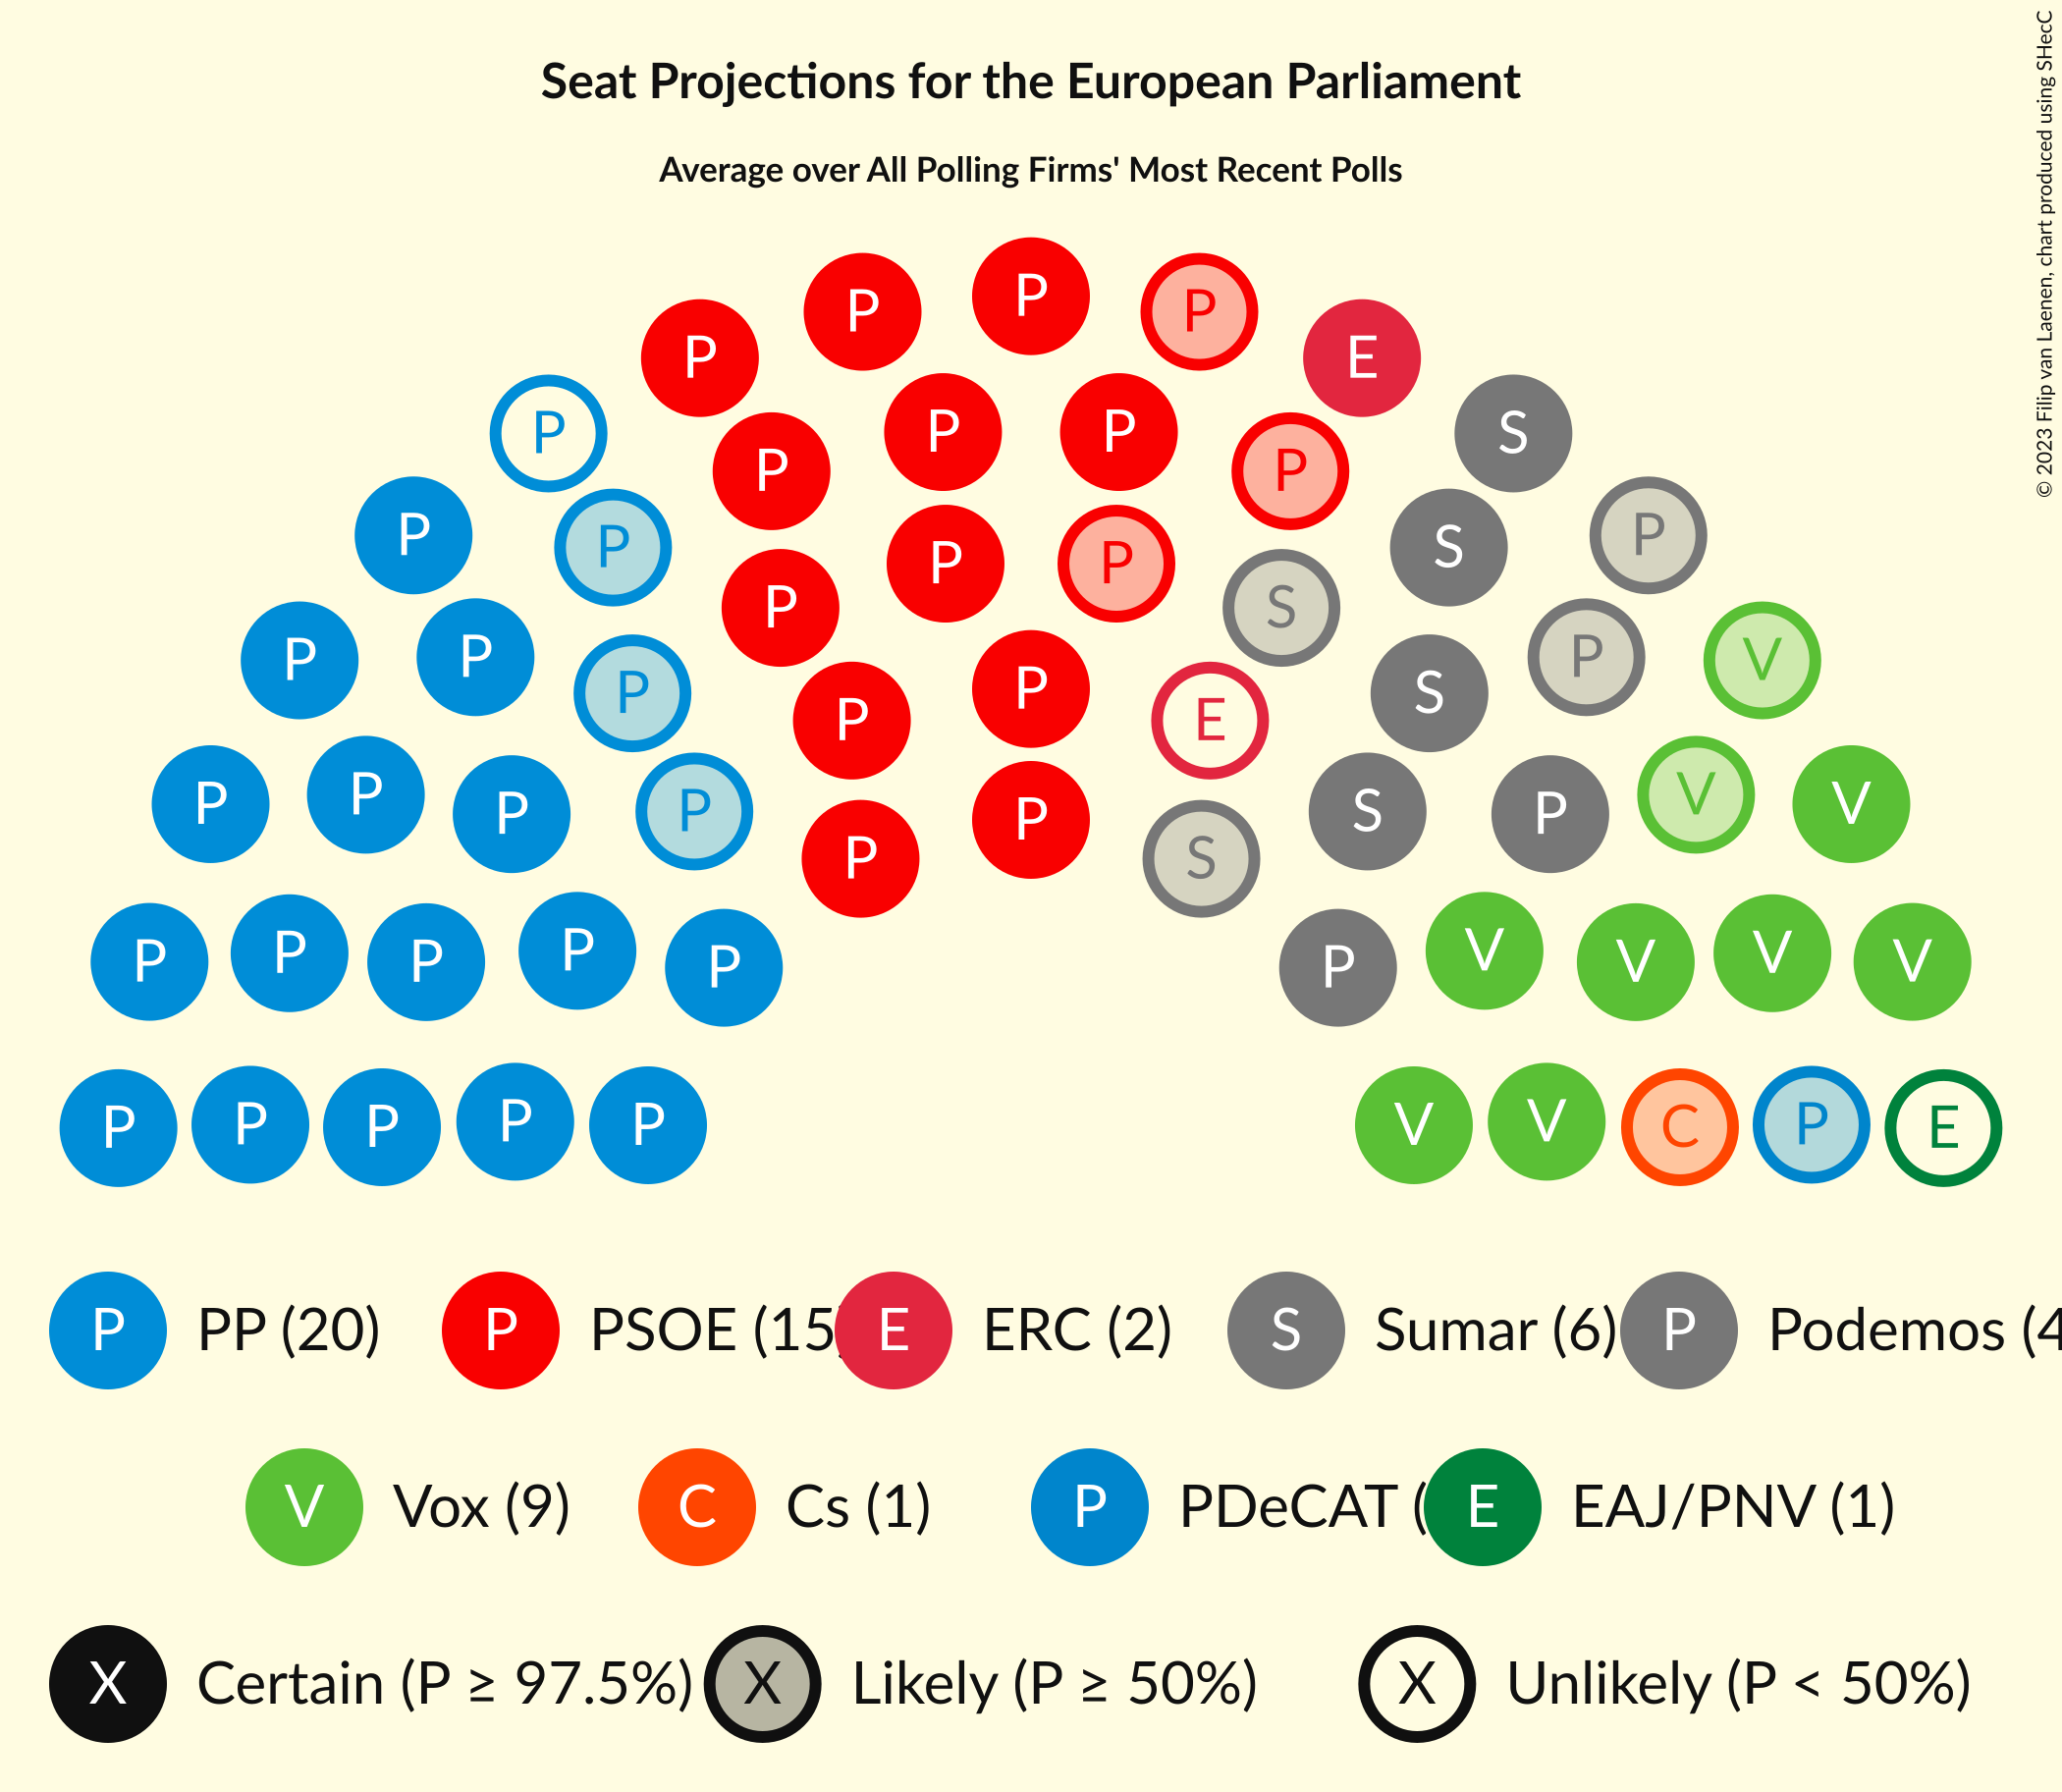 Seat Projections for the European Parliament
Average over All Polling Firms' Most Recent Polls
© 2023 Filip van Laenen, chart produced using SHecC
P
P P
P E
P P P S
P P
P P
P S
P P
P S
P P P V
P P S
P E
P P P P P S P V V
P S
P P P P P P V V V V
P P P P P V V C P E
P PP (20) P PSOE (15 E ERC (2) S Sumar (6) P Podemos (4
V Vox (9) C Cs (1) P PDeCAT ( E EAJ/PNV (1)
X Certain (P ≥ 97.5%) X Likely (P ≥ 50%) X Unlikely (P < 50%)